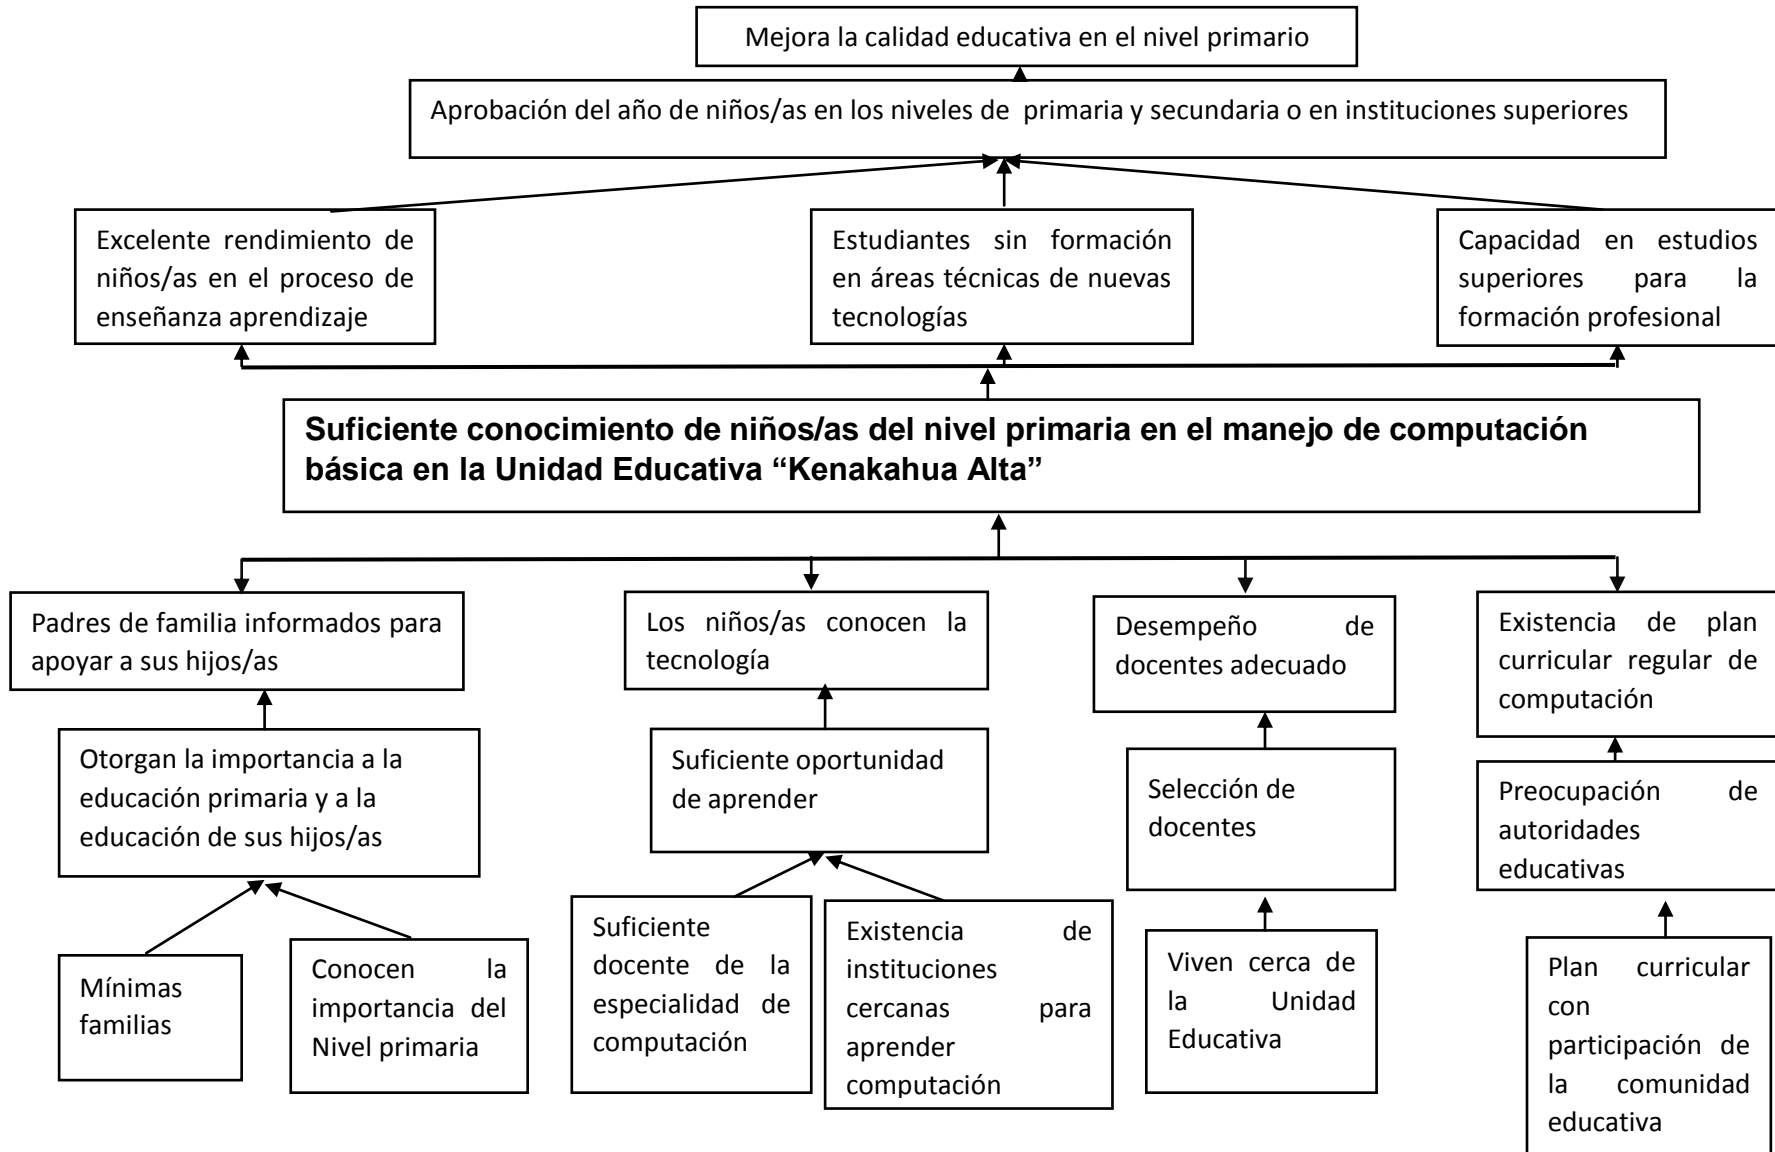 Mejora la calidad educativa en el nivel primario
Aprobación del año de niños/as en los niveles de primaria y secundaria o en instituciones superiores
Excelente rendimiento de
niños/as en el proceso de
enseñanza aprendizaje
Estudiantes sin formación
en áreas técnicas de nuevas
tecnologías
Capacidad en estudios
superiores para la
formación profesional
Suficiente conocimiento de niños/as del nivel primaria en el manejo de computación
básica en la Unidad Educativa “Kenakahua Alta”
Padres de familia informados para
apoyar a sus hijos/as
Los niños/as conocen la
tecnología
Desempeño de
docentes adecuado
Existencia de plan
curricular regular de
computación
Otorgan la importancia a la
educación primaria y a la
educación de sus hijos/as
Suficiente oportunidad
de aprender
Selección de
docentes
Preocupación de
autoridades
educativas
Mínimas
familias
Conocen la
importancia del
Nivel primaria
Suficiente
docente de la
especialidad de
computación
Existencia de
instituciones
cercanas para
aprender
computación
Viven cerca de
la Unidad
Educativa
Plan curricular
con
participación de
la comunidad
educativa